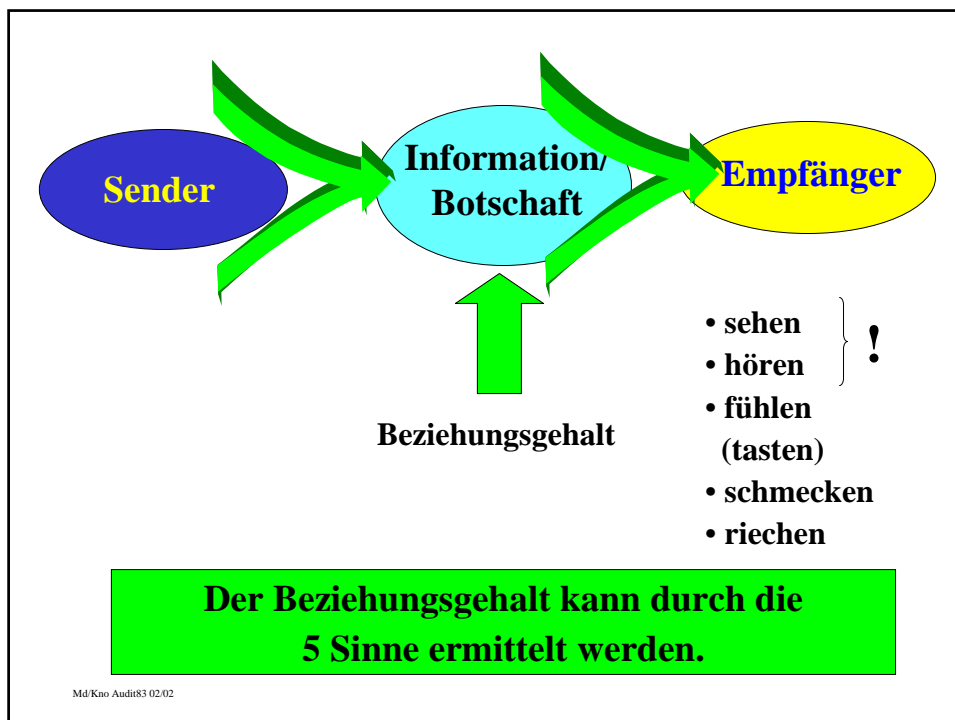 Sender
Information/
Botschaft
Empfänger
Beziehungsgehalt
• sehen
• hören
!
• fühlen
(tasten)
• schmecken
• riechen
Der Beziehungsgehalt kann durch die
5 Sinne ermittelt werden.
Md/Kno Audit83 02/02